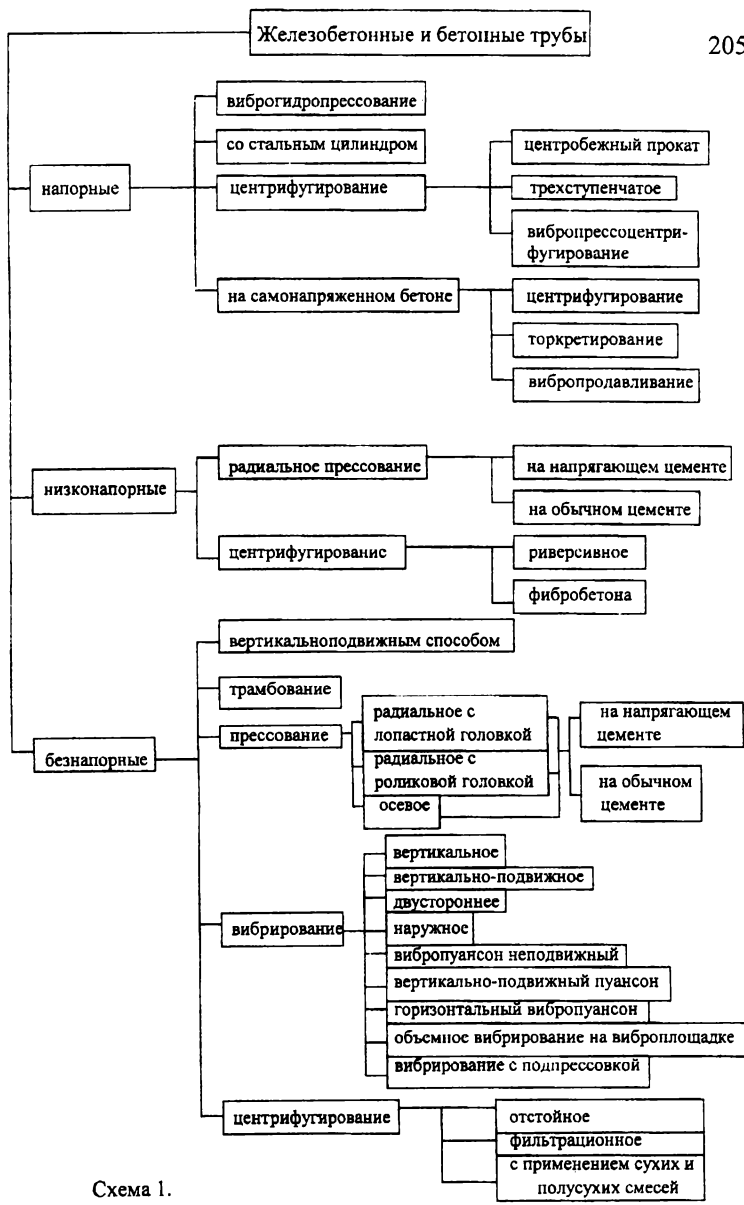 Железобетонные и бетонные трубы
205
виброгидропрессование
со стальным цилиндром
напорные
центрифугирование
центробежный прокат
трехступенчатое
вибропрессоцентри-
фугирование
на самонапряженном бетоне
центрифугирование
торкретирование
вибропродавливание
низконапорные
радиальное прессование
на напрягающем цементе
на обычном цементе
центрифугирование
риверсивное
фибробетона
безнапорные
вертикальноподвижным способом
трамбование
прессование
радиальное с
лопастной головкой
радиальное с
роликовой головкой
осевое
на напрягающем
цементе
на обычном
цементе
вибрирование
вертикальное
вертикально-подвижное
двустороннее
наружное
вибропуансон неподвижный
вертикально-подвижный пуансон
горизонтальный вибропуансон
объемное вибрирование на виброплощадке
вибрирование с подпрессовкой
центрифугирование
отстойное
фильтрационное
с применением сухих и
полусухих смесей
Схема 1.